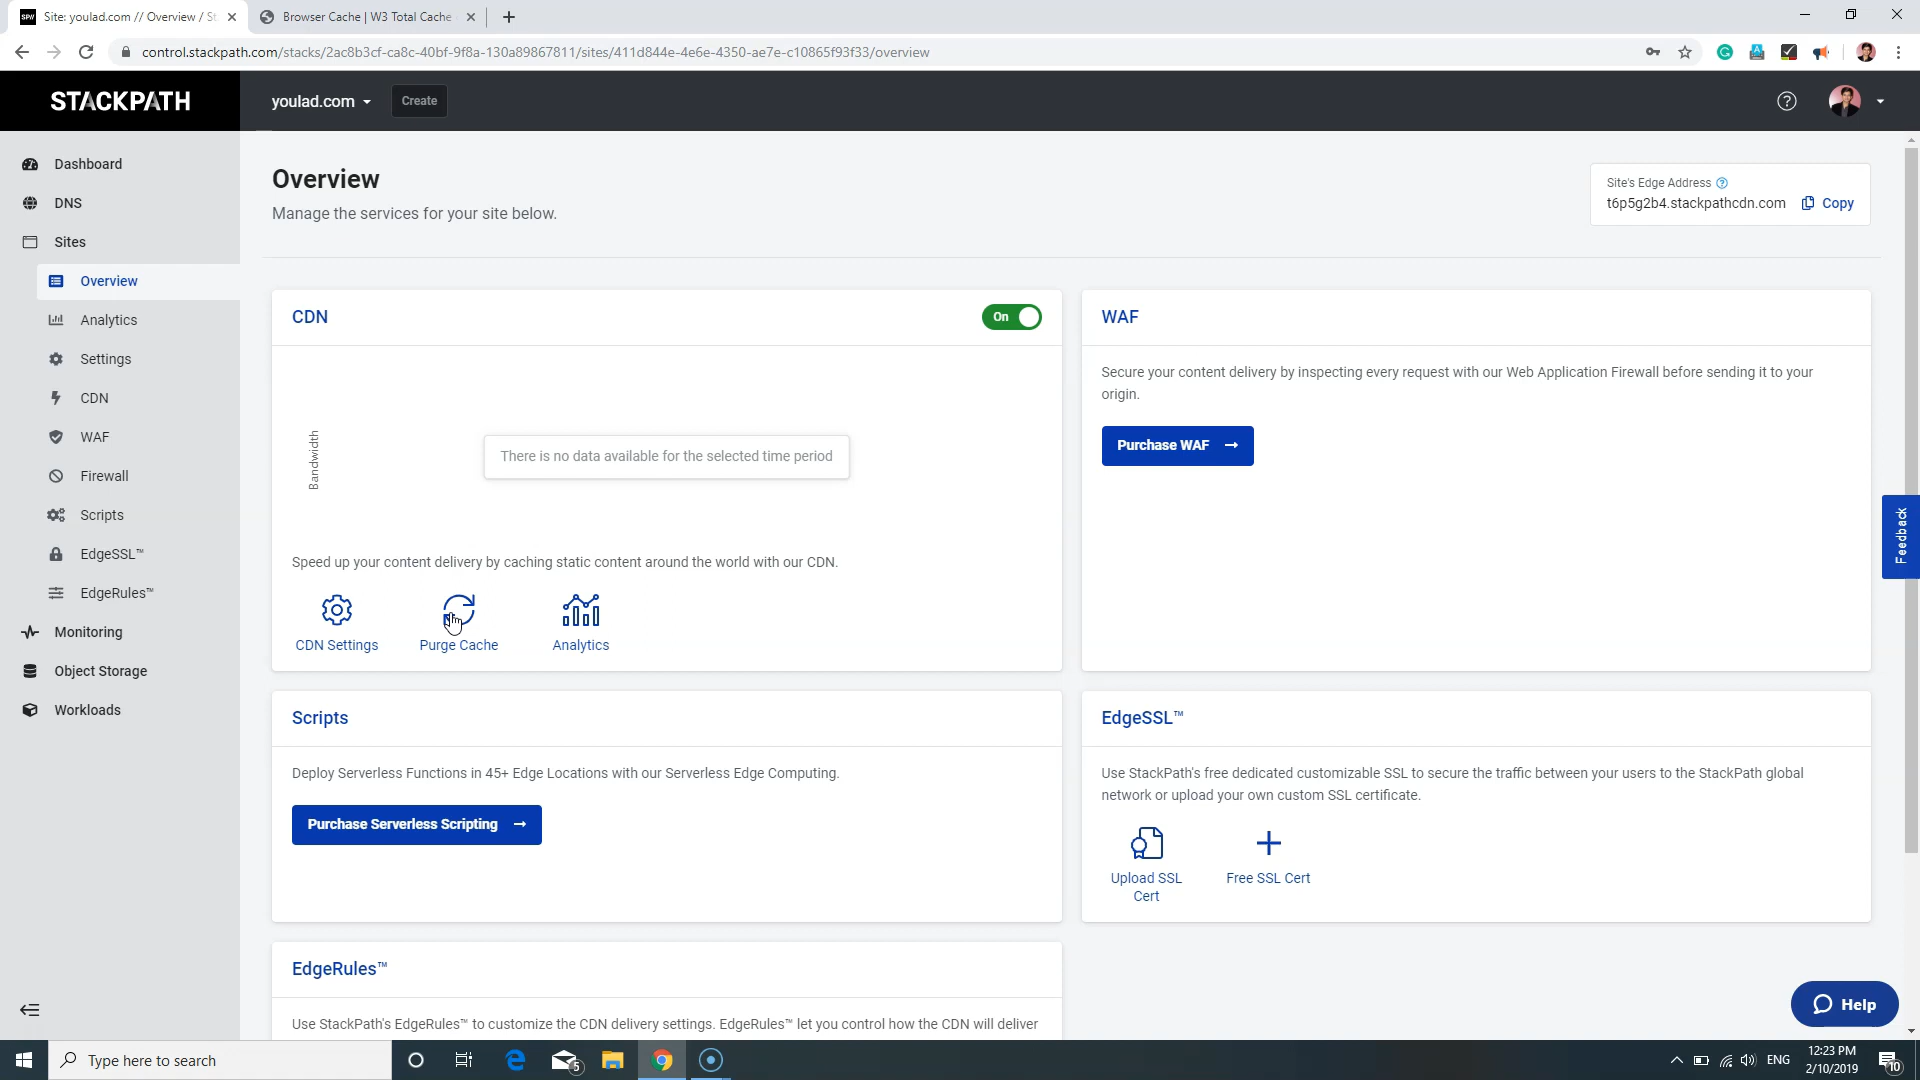 Site: youlad.com // Overview / St
Browser Cache | W3 Total Cache
control.stackpath.com/stacks/2ac8b3cf-ca8c-40bf-9f8a-130a89867811/sites/411d844e-4e6e-4350-ae7e-c10865f93f33/overview
STACKPATH
youlad.com
Create
Dashboard
DNS
Sites
Overview
Analytics
Settings
CDN
WAF
Firewall
Scripts
EdgeSSL™
EdgeRules™
Monitoring
Object Storage
Workloads
Overview
Manage the services for your site below.
Site's Edge Address
t6p5g2b4.stackpathcdn.com
Copy
CDN
On
Bandwidth
There is no data available for the selected time period
Speed up your content delivery by caching static content around the world with our CDN.
CDN Settings
Purge Cache
Analytics
WAF
Secure your content delivery by inspecting every request with our Web Application Firewall before sending it to your
origin.
Purchase WAF →
Feedback
Scripts
Deploy Serverless Functions in 45+ Edge Locations with our Serverless Edge Computing.
Purchase Serverless Scripting →
EdgeSSL™
Use StackPath's free dedicated customizable SSL to secure the traffic between your users to the StackPath global
network or upload your own custom SSL certificate.
Upload SSL
Cert
Free SSL Cert
EdgeRules™
Use StackPath's EdgeRules™ to customize the CDN delivery settings. EdgeRules™ let you control how the CDN will deliver
Help
Type here to search
5
ENG
12:23 PM
2/10/2019
10